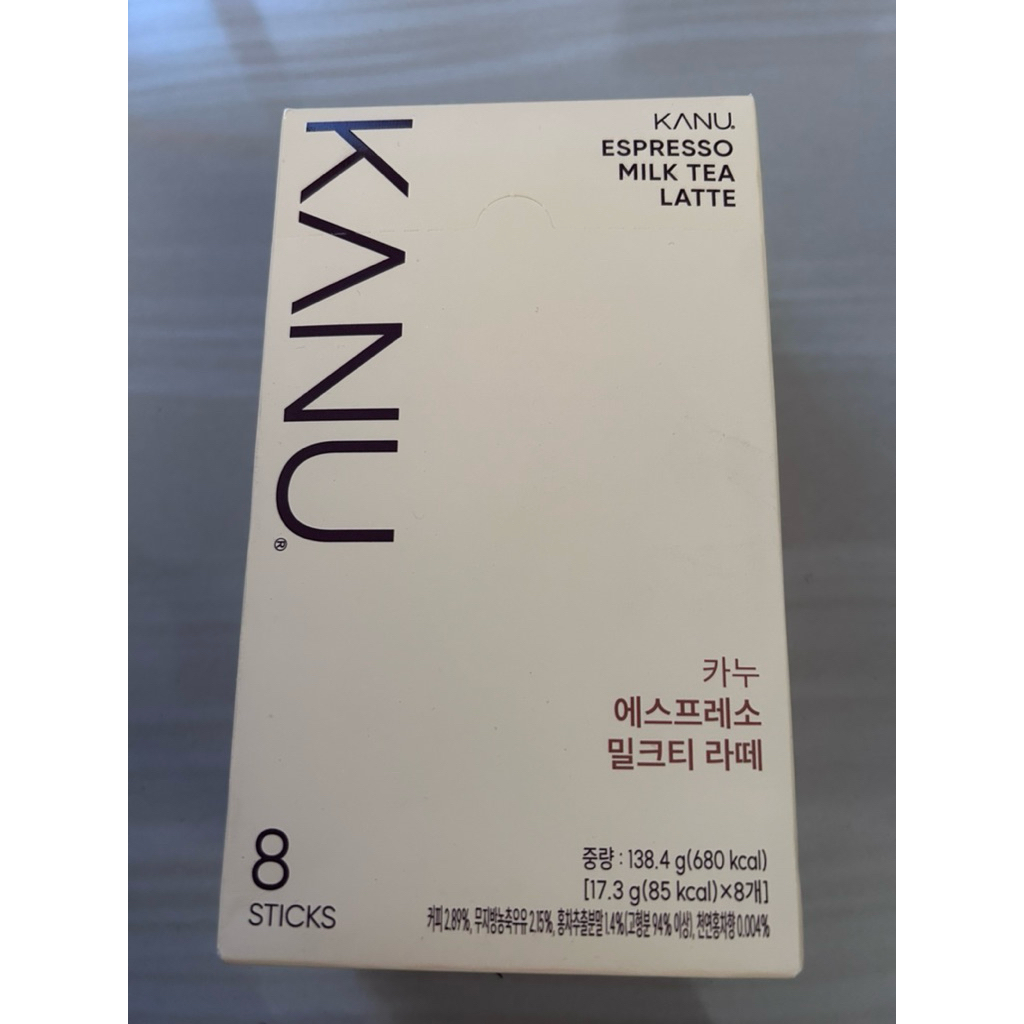 KANU®
KANU.
ESPRESSO
MILK TEA
LATTE
카누
에스프레소
밀크티 라떼
8
STICKS
중량 : 138.4 g(680 kcal)
[17.3 g(85 kcal)×8개]
커피 2.89%, 무지방농축우유 2.15%, 홍차추출분말 1.4%(고형분 94% 이상), 천연홍차향 0.004%